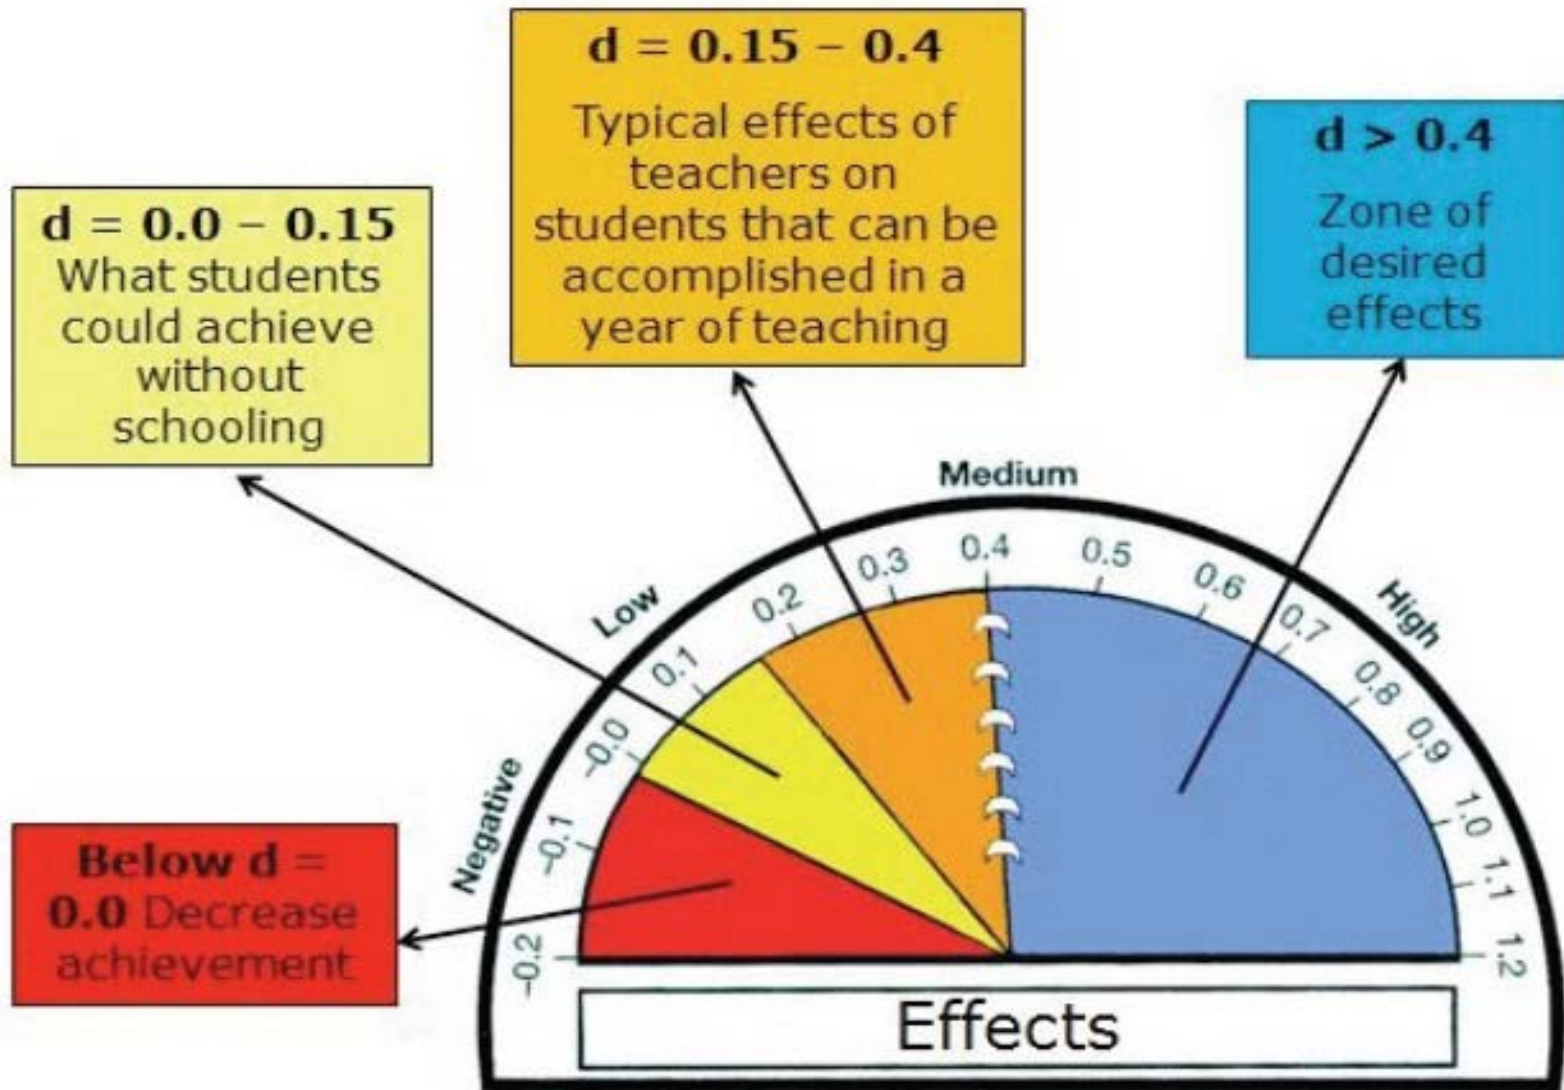 d = 0.15 – 0.4
Typical effects of
teachers on
students that can be
accomplished in a
year of teaching
d > 0.4
Zone of
desired
effects
d = 0.0 – 0.15
What students
could achieve
without
schooling
Below d =
0.0 Decrease
achievement
Negative
Low
Medium
High
–0.2
–0.1
–0.0
0.1
0.2
0.3
0.4
0.5
0.6
0.7
0.8
0.9
1.0
1.1
1.2
Effects